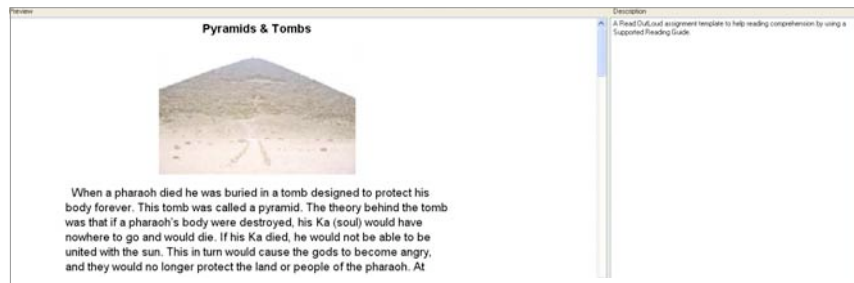 Preview
Description
Pyramids & Tombs
A Read OutLoud assignment template to help reading comprehension by using a
Supported Reading Guide
When a pharaoh died he was buried in a tomb designed to protect his
body forever. This tomb was called a pyramid. The theory behind the tomb
was that if a pharaoh's body were destroyed, his Ka (soul) would have
nowhere to go and would die. If his Ka died, he would not be able to be
united with the sun. This in turn would cause the gods to become angry,
and they would no longer protect the land or people of the pharaoh. At